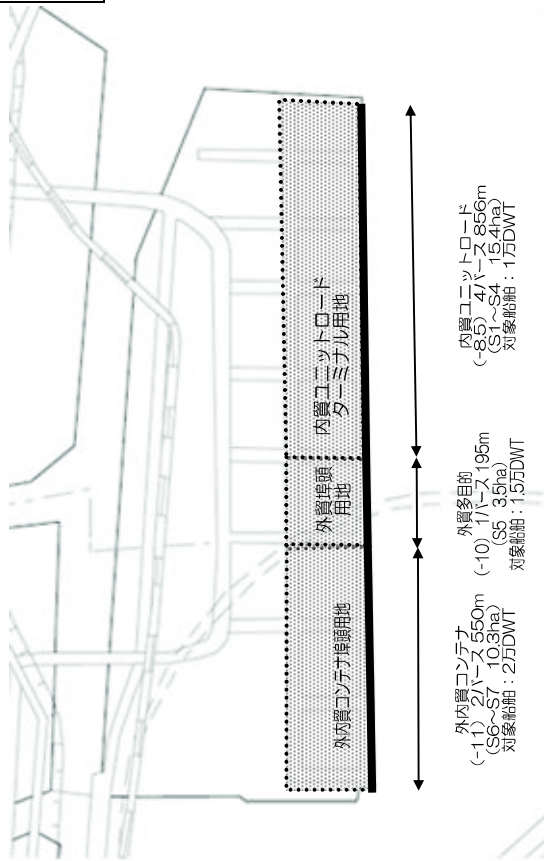 外内貿コンテナ埠頭用地
外貿埠頭
用地
内貿ユニットロード
ターミナル用地
外内貿コンテナ
(-11) 2バース 550m
(S6~S7 10.3ha)
対象船舶：2万DWT
外貿多目的
(-10) 1バース 195m
(S5 3.5ha)
対象船舶：1.5万DWT
内貿ユニットロード
(-8.5) 4バース 856m
(S1~S4 15.4ha)
対象船舶：1万DWT